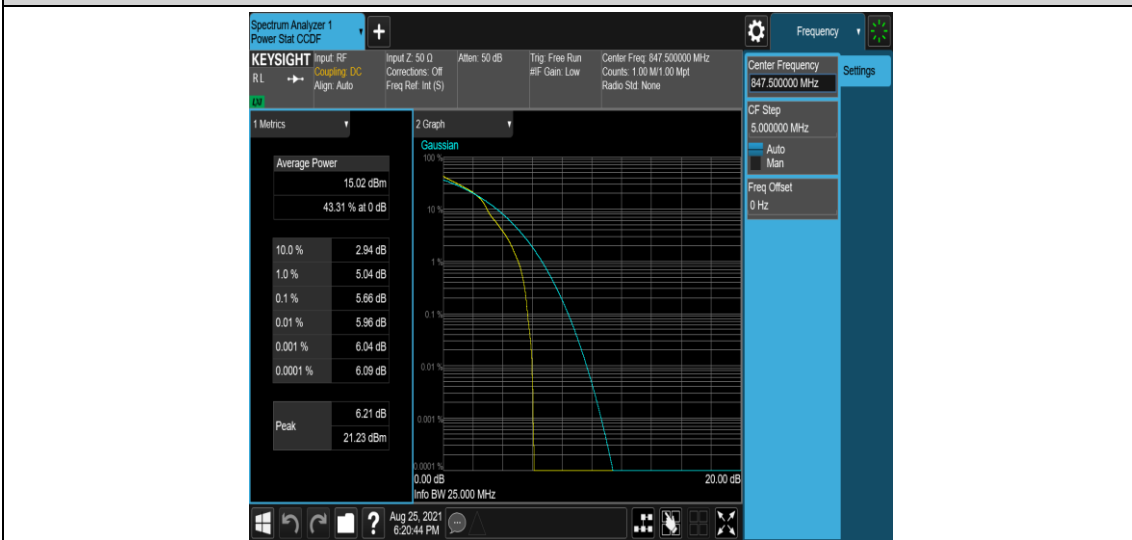 Spectrum Analyzer 1
Power Stat CCDF
Frequency
KEYSIGHT
RL
LXI
Input: RF
Coupling: DC
Align: Auto
Input Z: 50 Ω
Corrections: Off
Freq Ref: Int (S)
Atten: 50 dB
Trig: Free Run
#IF Gain: Low
Center Freq: 847.500000 MHz
Counts: 1.00 M/1.00 Mpt
Radio Std: None
Center Frequency
847.500000 MHz
Settings
CF Step
5.000000 MHz
Auto
Man
Freq Offset
0 Hz
1 Metrics
Average Power
15.02 dBm
43.31 % at 0 dB
10.0 % 2.94 dB
1.0 % 5.04 dB
0.1 % 5.66 dB
0.01 % 5.96 dB
0.001 % 6.04 dB
0.0001 % 6.09 dB
Peak
6.21 dB
21.23 dBm
2 Graph
Gaussian
100 %
10 %
1 %
0.1 %
0.01 %
0.001 %
0.0001 %
0.00 dB 20.00 dB
Info BW 25.000 MHz
Aug 25, 2021
6:20:44 PM